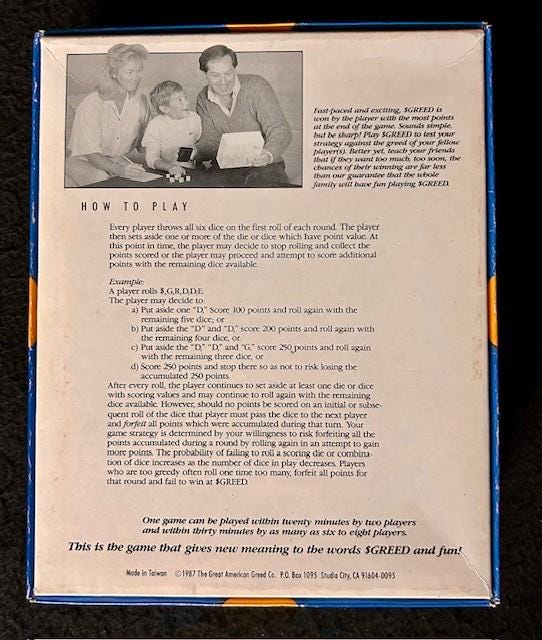 Fast-paced and exciting, $GREED is
won by the player with the most points
at the end of the game. Sounds simple,
but be sharp! Play $GREED to test your
strategy against the greed of your fellow
player(s). Better yet, teach your friends
that if they want too much, too soon, the
chances of their winning are far less
than our guarantee that the whole
family will have fun playing $GREED.
HOW TO PLAY
Every player throws all six dice on the first roll of each round. The player
then sets aside one or more of the die or dice which have point value. At
this point in time, the player may decide to stop rolling and collect the
points scored or the player may proceed and attempt to score additional
points with the remaining dice available.
Example:
A player rolls $,G,R,D,D,E.
The player may decide to:
a) Put aside one "D," Score 100 points and roll again with the
remaining five dice; or
b) Put aside the "D" and "D," score 200 points and roll again with
the remaining four dice, or
c) Put aside the "D," "D," and "G," score 250 points and roll again
with the remaining three dice, or
d) Score 250 points and stop there so as not to risk losing the
accumulated 250 points.
After every roll, the player continues to set aside at least one die or dice
with scoring values and may continue to roll again with the remaining
dice available. However, should no points be scored on an initial or subse-
quent roll of the dice that player must pass the dice to the next player
and forfeit all points which were accumulated during that turn. Your
game strategy is determined by your willingness to risk forfeiting all the
points accumulated during a round by rolling again in an attempt to gain
more points. The probability of failing to roll a scoring die or combina-
tion of dice increases as the number of dice in play decreases. Players
who are too greedy often roll one time too many, forfeit all points for
that round and fail to win at $GREED.
One game can be played within twenty minutes by two players
and within thirty minutes by as many as six to eight players.
This is the game that gives new meaning to the words $GREED and fun!
Made in Taiwan ©1987 The Great American Greed Co. P.O. Box 1095 Studio City, CA 91604-0095